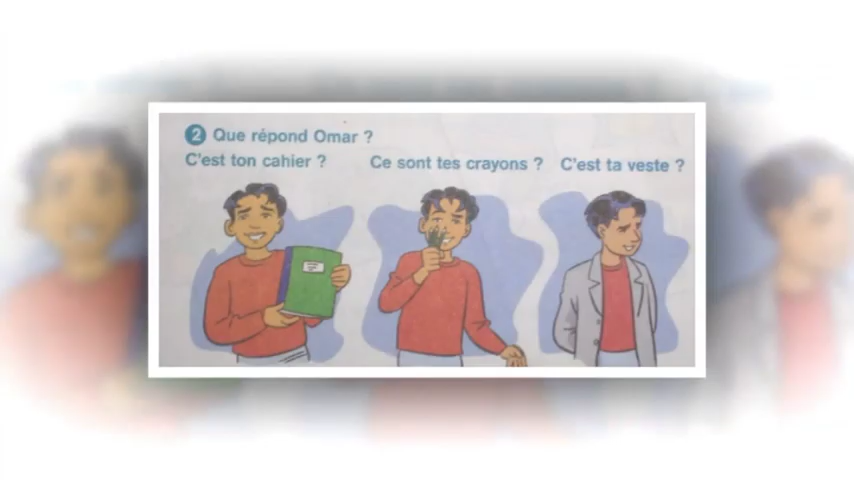 2 Que répond Omar ?
C'est ton cahier ? Ce sont tes crayons ? C'est ta veste ?